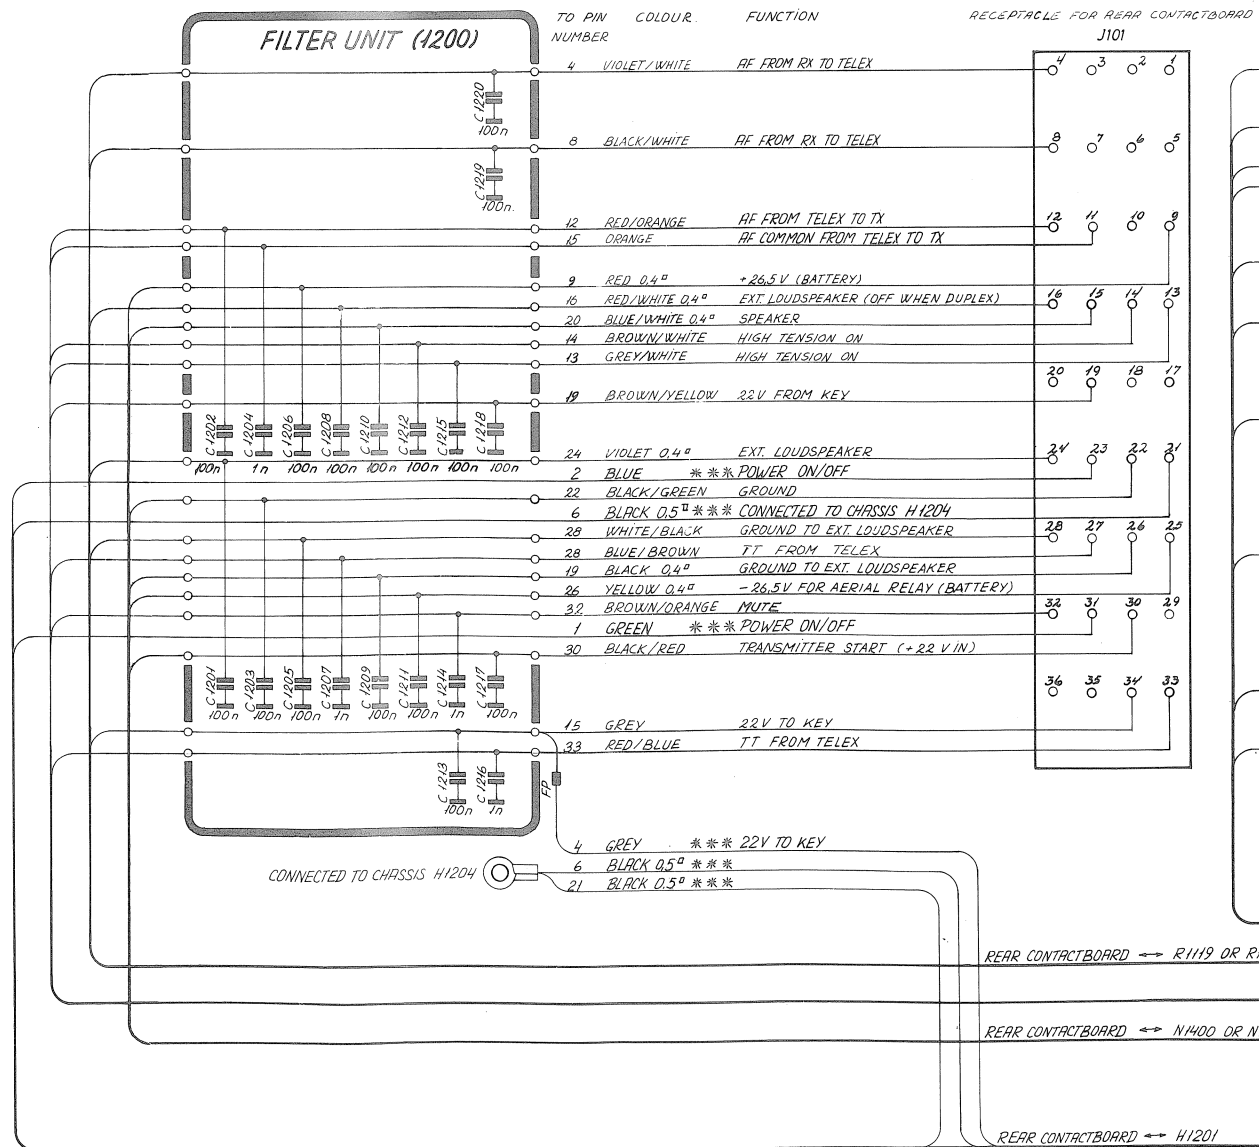 TO PIN COLOUR. FUNCTION RECEPTACLE FOR REAR CONTACTBOARD
NUMBER J101
FILTER UNIT (1200)
4 VIOLET/WHITE AF FROM RX TO TELEX
4 3 2 1
C1220
100n
8 BLACK/WHITE AF FROM RX TO TELEX
8 7 6 5
C1219
100n.
12 RED/ORANGE AF FROM TELEX TO TX
12 11 10 9
15 ORANGE AF COMMON FROM TELEX TO TX
9 RED 0,4¤ +26,5 V (BATTERY)
16 RED/WHITE 0,4¤ EXT. LOUDSPEAKER (OFF WHEN DUPLEX)
16 15 14 13
20 BLUE/WHITE 0,4¤ SPEAKER
14 BROWN/WHITE HIGH TENSION ON
13 GREY/WHITE HIGH TENSION ON
20 19 18 17
19 BROWN/YELLOW 22V FROM KEY
C1202 C1204 C1206 C1208 C1210 C1212 C1215 C1218
100n 1n 100n 100n 100n 100n 100n 100n
24 VIOLET 0,4¤ EXT. LOUDSPEAKER
24 23 22 21
2 BLUE *** POWER ON/OFF
22 BLACK/GREEN GROUND
6 BLACK 0.5¤ *** CONNECTED TO CHASSIS H1204
28 WHITE/BLACK GROUND TO EXT. LOUDSPEAKER
28 27 26 25
28 BLUE/BROWN TT FROM TELEX
19 BLACK 0,4¤ GROUND TO EXT. LOUDSPEAKER
26 YELLOW 0,4¤ -26,5V FOR AERIAL RELAY (BATTERY)
32 BROWN/ORANGE MUTE
32 31 30 29
1 GREEN *** POWER ON/OFF
30 BLACK/RED TRANSMITTER START (+22 V IN)
C1201 C1203 C1205 C1207 C1209 C1211 C1214 C1217
100n 100n 100n 1n 100n 100n 1n 100n
36 35 34 33
15 GREY 22V TO KEY
33 RED/BLUE TT FROM TELEX
C1213 C1216
100n 1n
FP
4 GREY *** 22V TO KEY
6 BLACK 0,5¤ ***
21 BLACK 0.5¤ ***
CONNECTED TO CHASSIS H1204
REAR CONTACTBOARD ↔ R1119 OR
REAR CONTACTBOARD ↔ N1400 OR
REAR CONTACTBOARD ↔ H1201